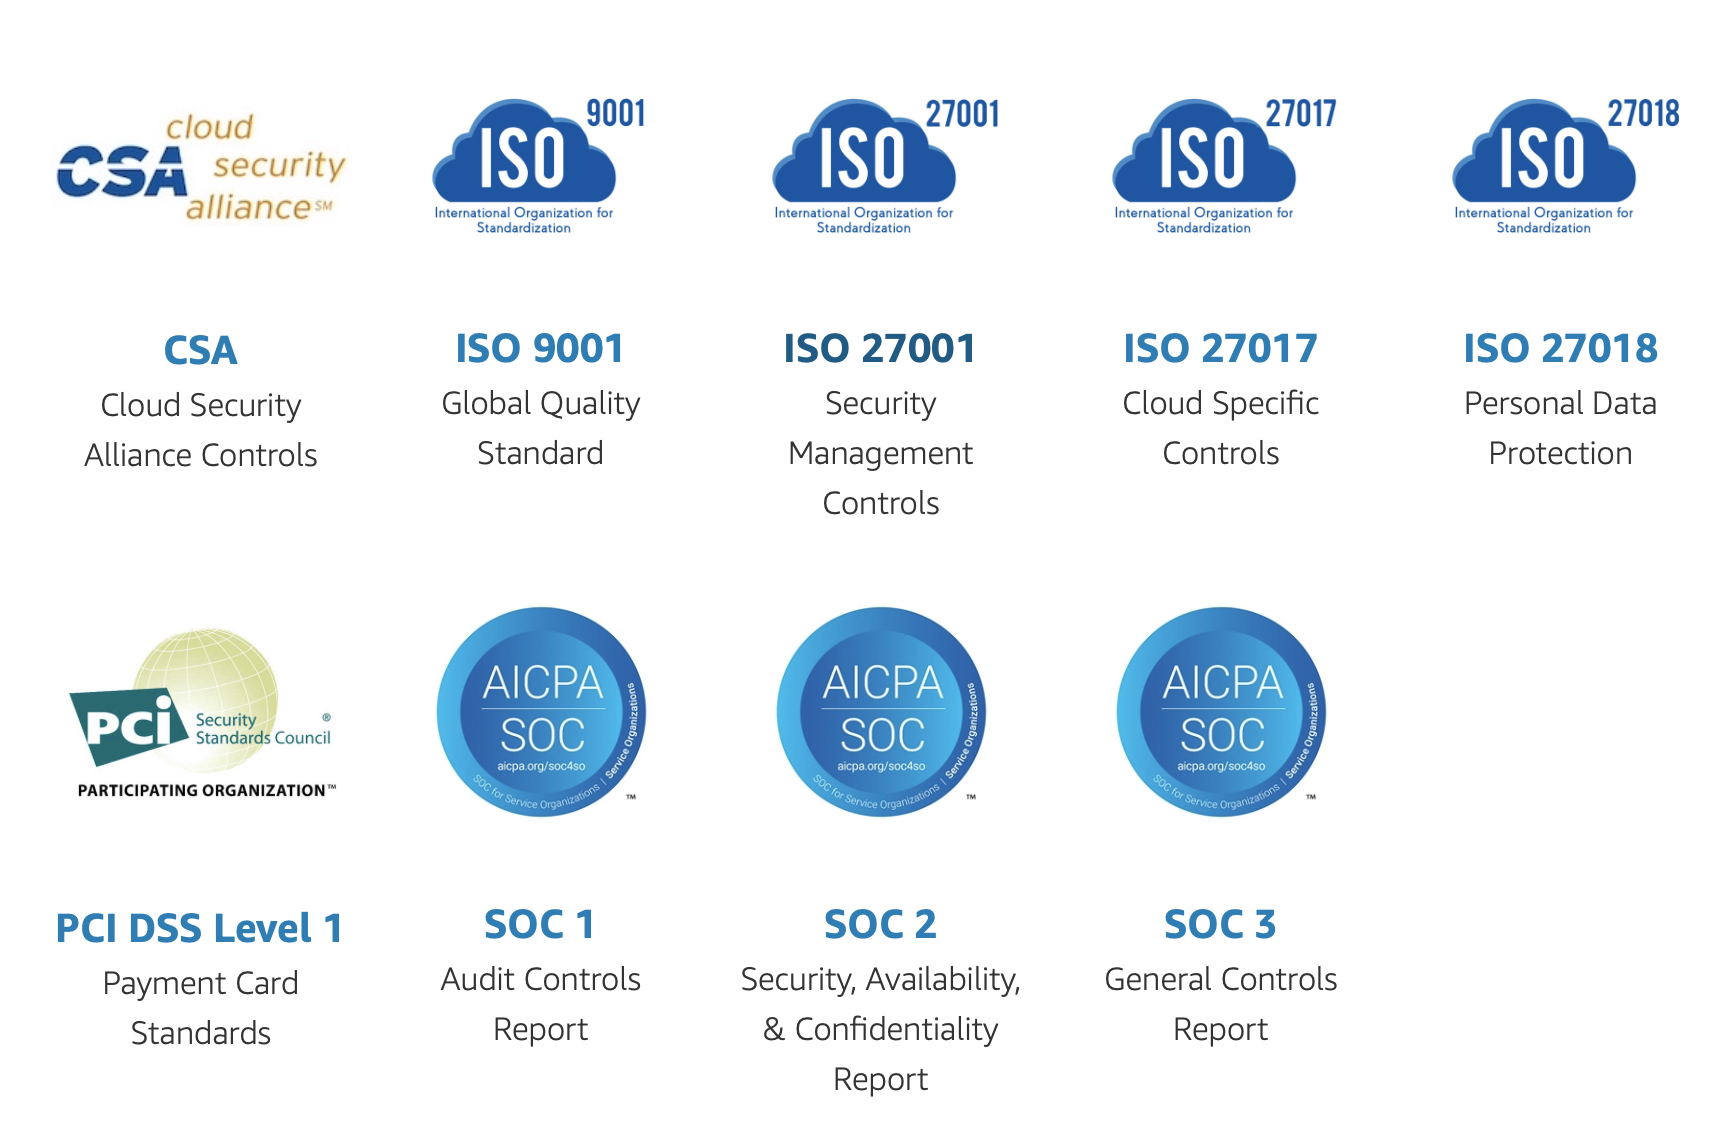 cloud
CSA security
alliance SM
ISO 9001
International Organization for
Standardization
ISO 27001
International Organization for
Standardization
ISO 27017
International Organization for
Standardization
ISO 27018
International Organization for
Standardization
CSA
Cloud Security
Alliance Controls
ISO 9001
Global Quality
Standard
ISO 27001
Security
Management
Controls
ISO 27017
Cloud Specific
Controls
ISO 27018
Personal Data
Protection
PCi Security ®
Standards Council
PARTICIPATING ORGANIZATION™
AICPA
SOC
aicpa.org/soc4so
SOC for Service Organizations | Service Organizations
™
AICPA
SOC
aicpa.org/soc4so
SOC for Service Organizations | Service Organizations
™
AICPA
SOC
aicpa.org/soc4so
SOC for Service Organizations | Service Organizations
™
PCI DSS Level 1
Payment Card
Standards
SOC 1
Audit Controls
Report
SOC 2
Security, Availability,
& Confidentiality
Report
SOC 3
General Controls
Report